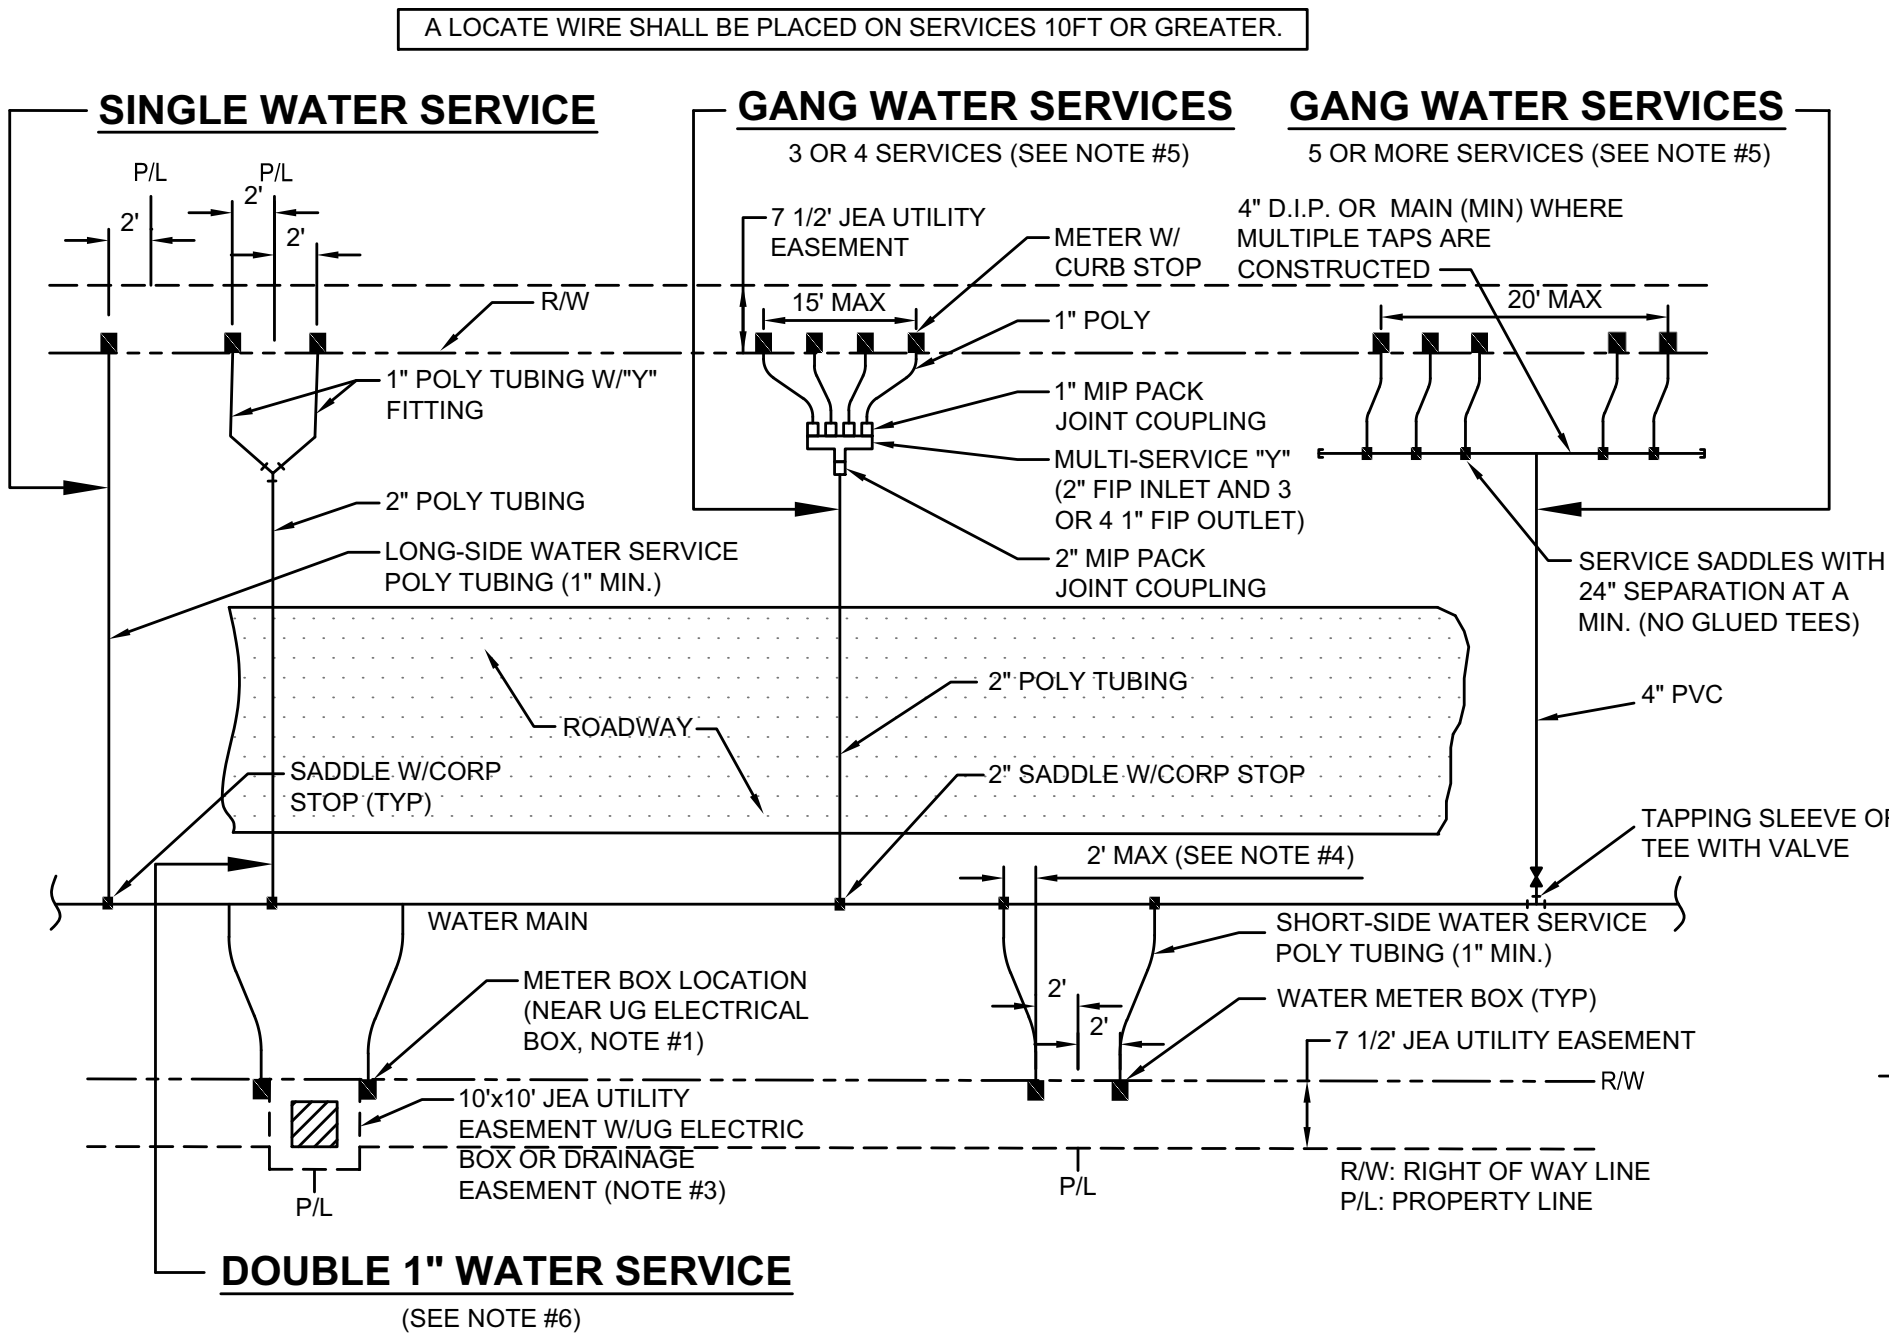 A LOCATE WIRE SHALL BE PLACED ON SERVICES 10FT OR GREATER.
SINGLE WATER SERVICE
GANG WATER SERVICES
3 OR 4 SERVICES (SEE NOTE #5)
GANG WATER SERVICES
5 OR MORE SERVICES (SEE NOTE #5)
P/L
P/L
2'
2'
2'
R/W
7 1/2' JEA UTILITY
EASEMENT
15' MAX
METER W/
CURB STOP
4" D.I.P. OR MAIN (MIN) WHERE
MULTIPLE TAPS ARE
CONSTRUCTED
20' MAX
1" POLY
1" POLY TUBING W/"Y"
FITTING
1" MIP PACK
JOINT COUPLING
MULTI-SERVICE "Y"
(2" FIP INLET AND 3
OR 4 1" FIP OUTLET)
2" POLY TUBING
LONG-SIDE WATER SERVICE
POLY TUBING (1" MIN.)
2" MIP PACK
JOINT COUPLING
SERVICE SADDLES WITH
24" SEPARATION AT A
MIN. (NO GLUED TEES)
2" POLY TUBING
4" PVC
ROADWAY
SADDLE W/CORP
STOP (TYP)
2" SADDLE W/CORP STOP
TAPPING SLEEVE
TEE WITH VALVE
2' MAX (SEE NOTE #4)
WATER MAIN
SHORT-SIDE WATER SERVICE
POLY TUBING (1" MIN.)
METER BOX LOCATION
(NEAR UG ELECTRICAL
BOX, NOTE #1)
2'
2'
WATER METER BOX (TYP)
7 1/2' JEA UTILITY EASEMENT
R/W
10'x10' JEA UTILITY
EASEMENT W/UG ELECTRIC
BOX OR DRAINAGE
EASEMENT (NOTE #3)
P/L
P/L
R/W: RIGHT OF WAY LINE
P/L: PROPERTY LINE
DOUBLE 1" WATER SERVICE
(SEE NOTE #6)